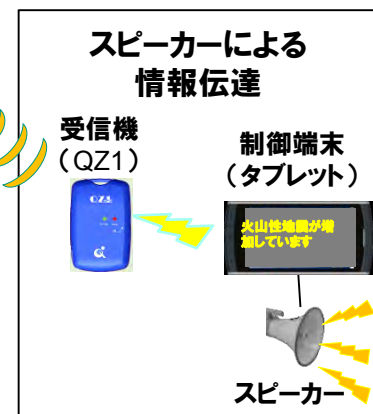 スピーカーによる
情報伝達
受信機
（QZ1）
制御端末
（タブレット）
QZ1
火山性地震が増
加しています
スピーカー